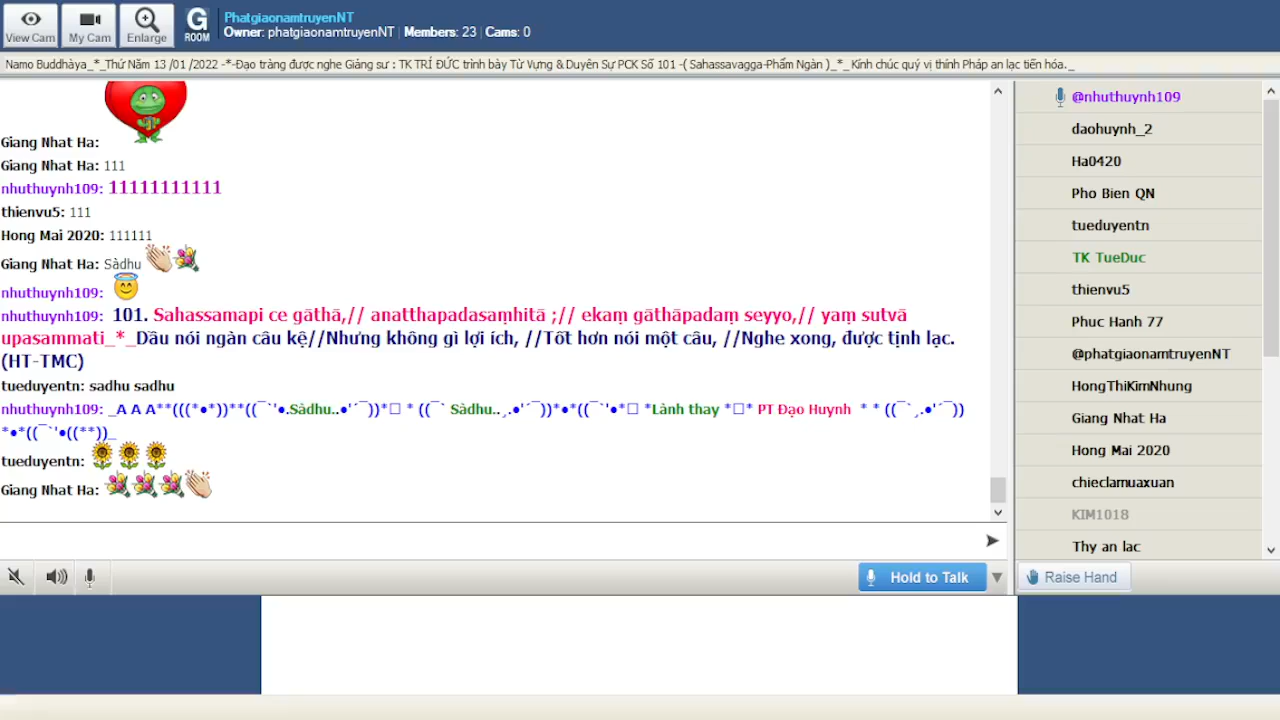 View Cam
My Cam
Enlarge
G
ROOM
PhatgiaonamtruyenNT
Owner: phatgiaonamtruyenNT | Members: 23 | Cams: 0
Namo Buddhàya_*_Thứ Năm 13 /01 /2022 -*-Đạo tràng được nghe Giảng sư : TK TRÍ ĐỨC trình bày Từ Vựng & Duyên Sự PCK Số 101 -( Sahassavagga-Phẩm Ngàn )_*_ Kính chúc quý vị thính Pháp an lạc tiến hóa._
Giang Nhat Ha:
Giang Nhat Ha: 111
nhuthuynh109: 11111111111
thienvu5: 111
Hong Mai 2020: 111111
Giang Nhat Ha: Sàdhu
nhuthuynh109:
nhuthuynh109: 101. Sahassamapi ce gāthā,// anatthapadasaṃhitā ;// ekaṃ gāthāpadaṃ seyyo,// yaṃ sutvā
upasammati_*_Dầu nói ngàn câu kệ//Nhưng không gì lợi ích, //Tốt hơn nói một câu, //Nghe xong, được tịnh lạc.
(HT-TMC)
tueduyentn: sadhu sadhu
nhuthuynh109: _A A A**(((*•*))**((¯`'•.Sàdhu..•'´¯))*□ * ((¯` Sàdhu..¸.•'´¯))*•*((¯`'•*□ *Lành thay *□* PT Đạo Huynh * * ((¯`¸.•'´¯))
*•*((¯`'•((**))_
tueduyentn:
Giang Nhat Ha:
Hold to Talk
@nhuthuynh109
daohuynh_2
Ha0420
Pho Bien QN
tueduyentn
TK TueDuc
thienvu5
Phuc Hanh 77
@phatgiaonamtruyenNT
HongThiKimNhung
Giang Nhat Ha
Hong Mai 2020
chieclamuaxuan
KIM1018
Thy an lac
Raise Hand